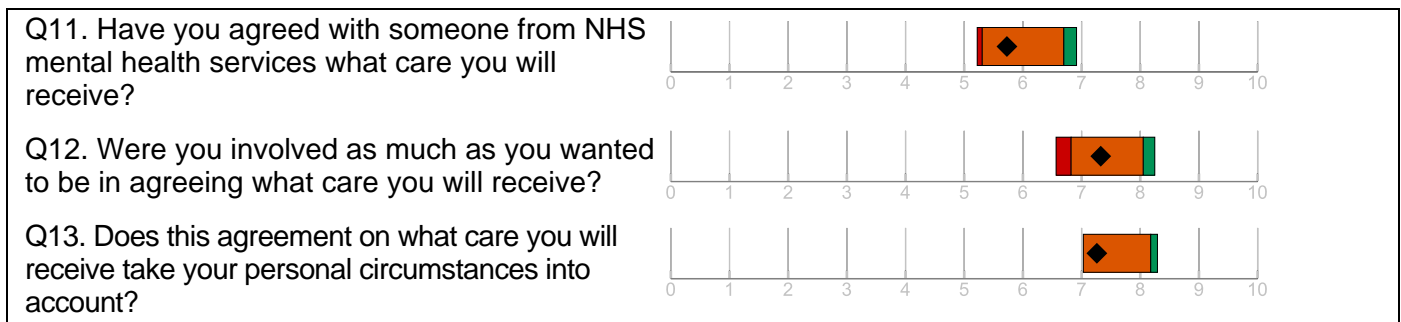 Q11. Have you agreed with someone from NHS
mental health services what care you will
receive?
0 1 2 3 4 5 6 7 8 9 10
Q12. Were you involved as much as you wanted
to be in agreeing what care you will receive?
0 1 2 3 4 5 6 7 8 9 10
Q13. Does this agreement on what care you will
receive take your personal circumstances into
account?
0 1 2 3 4 5 6 7 8 9 10